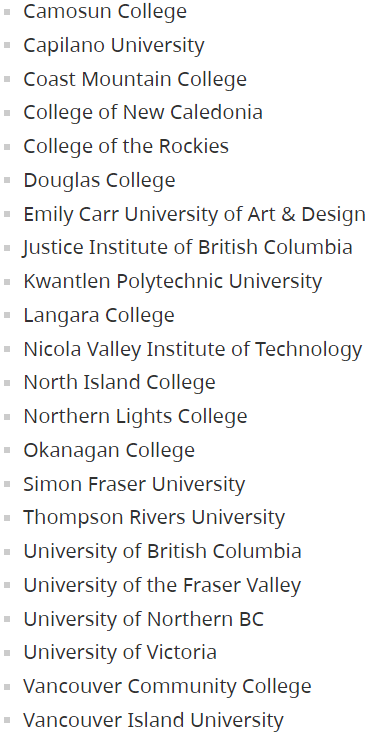 Camosun College
Capilano University
Coast Mountain College
College of New Caledonia
College of the Rockies
Douglas College
Emily Carr University of Art & Design
Justice Institute of British Columbia
Kwantlen Polytechnic University
Langara College
Nicola Valley Institute of Technology
North Island College
Northern Lights College
Okanagan College
Simon Fraser University
Thompson Rivers University
University of British Columbia
University of the Fraser Valley
University of Northern BC
University of Victoria
Vancouver Community College
Vancouver Island University